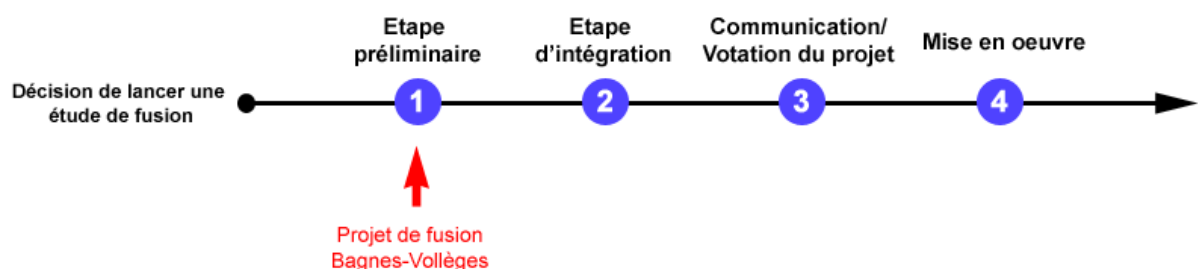 Etape
préliminaire
Etape
d'intégration
Communication/
Votation du projet
Mise en oeuvre
Décision de lancer une
étude de fusion
1
2
3
4
Projet de fusion
Bagnes-Vollèges